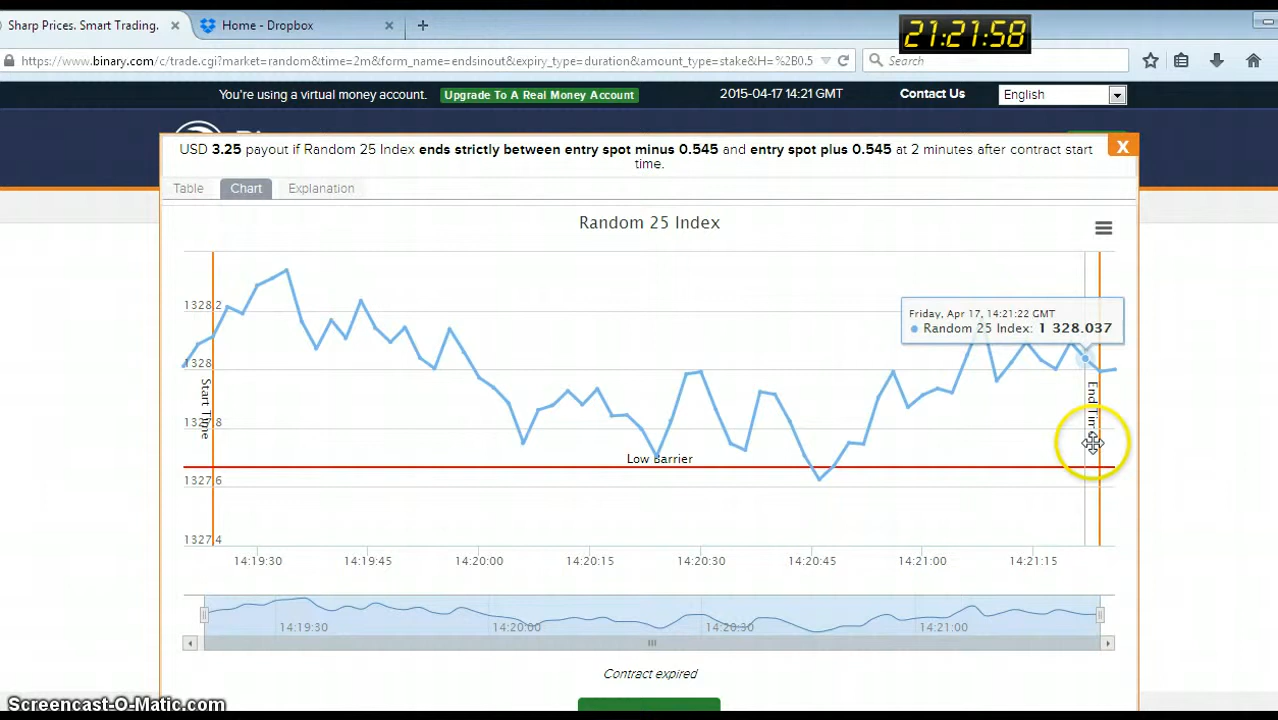 Sharp Prices. Smart Trading. ×
Home - Dropbox ×
21:21:58
https://www.binary.com/c/trade.cgi?market=random&time=2m&form_name=endsinout&expiry_type=duration&amount_type=stake&H=%2B0.5
Search
You're using a virtual money account. Upgrade To A Real Money Account 2015-04-17 14:21 GMT Contact Us English
USD 3.25 payout if Random 25 Index ends strictly between entry spot minus 0.545 and entry spot plus 0.545 at 2 minutes after contract start
time.
X
Table Chart Explanation
Random 25 Index
1328.2
Friday, Apr 17, 14:21:22 GMT
Random 25 Index: 1 328.037
1328
Start Time
End Time
1327.8
Low Barrier
1327.6
1327.4
14:19:30 14:19:45 14:20:00 14:20:15 14:20:30 14:20:45 14:21:00 14:21:15
14:19:30 14:20:00 14:20:30 14:21:00
Contract expired
Screencast-O-Matic.com